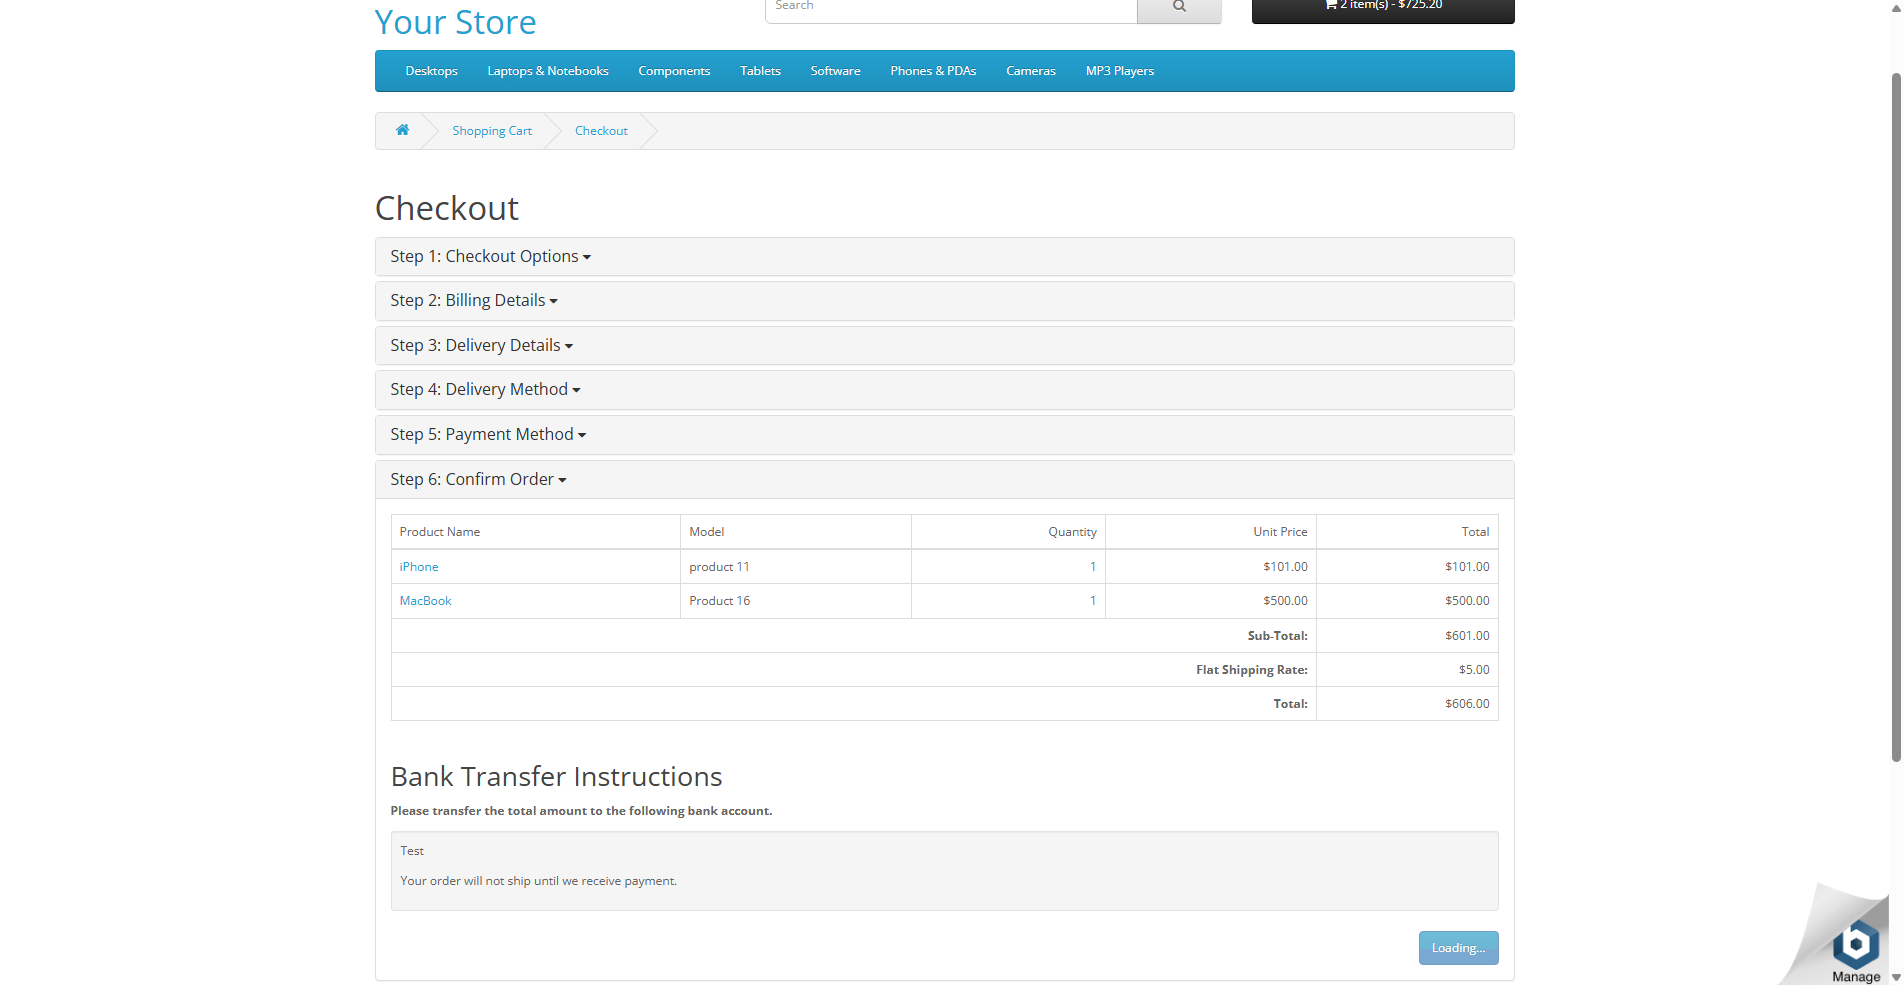 Your Store
Search
2 item(s) - $725.20
Desktops Laptops & Notebooks Components Tablets Software Phones & PDAs Cameras MP3 Players
Shopping Cart Checkout
Checkout
Step 1: Checkout Options
Step 2: Billing Details
Step 3: Delivery Details
Step 4: Delivery Method
Step 5: Payment Method
Step 6: Confirm Order
Product Name Model Quantity Unit Price Total
iPhone product 11 1 $101.00 $101.00
MacBook Product 16 1 $500.00 $500.00
Sub-Total: $601.00
Flat Shipping Rate: $5.00
Total: $606.00
Bank Transfer Instructions
Please transfer the total amount to the following bank account.
Test
Your order will not ship until we receive payment.
Loading...
Manage